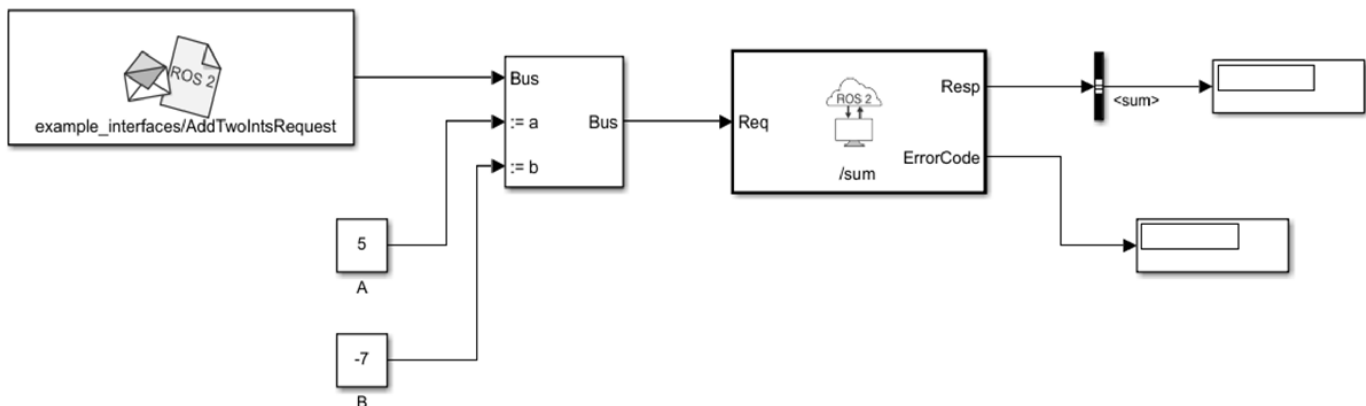 ROS 2
example_interfaces/AddTwoIntsRequest
Bus
:= a
:= b
Bus
Req
ROS 2
/sum
Resp
ErrorCode
<sum>
5
A
-7
B